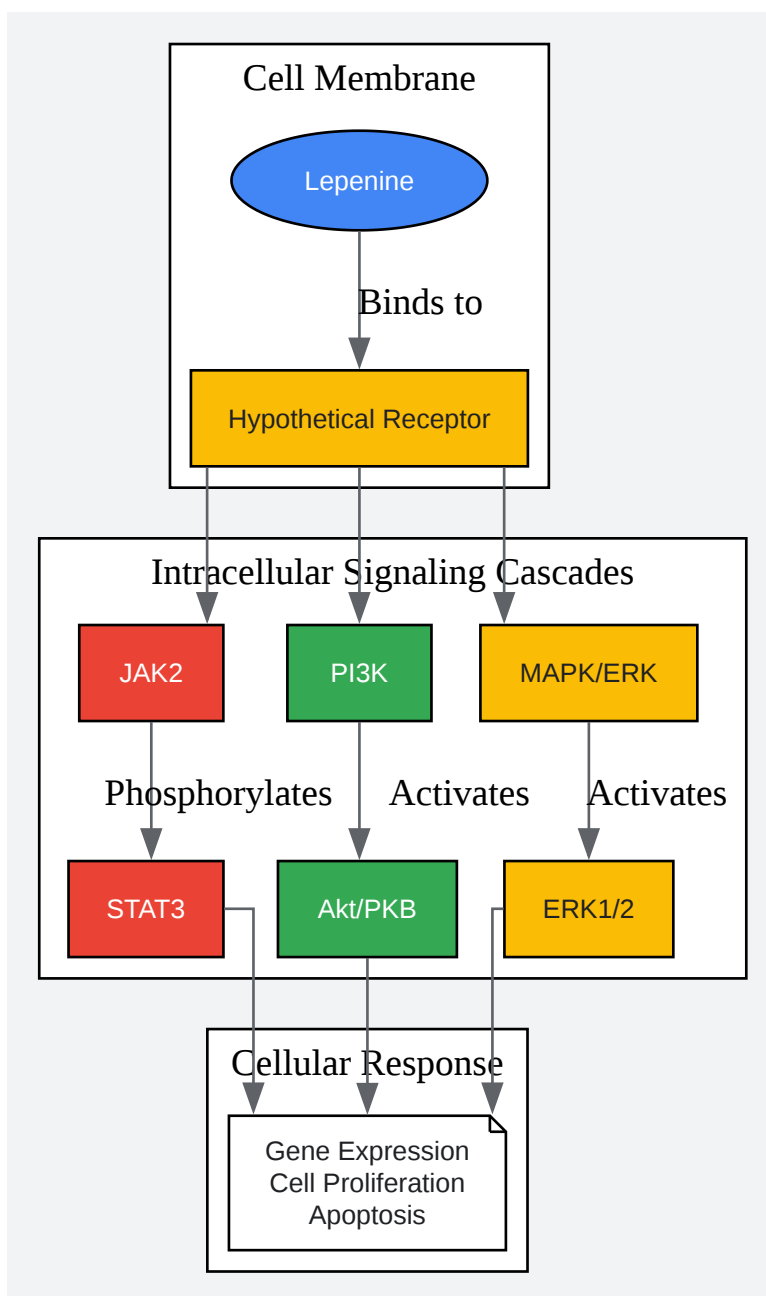 Cell Membrane
Lepenine
Binds to
Hypothetical Receptor
Intracellular Signaling Cascades
JAK2
PI3K
MAPK/ERK
Phosphorylates
Activates
Activates
STAT3
Akt/PKB
ERK1/2
Cellular Response
Gene Expression
Cell Proliferation
Apoptosis